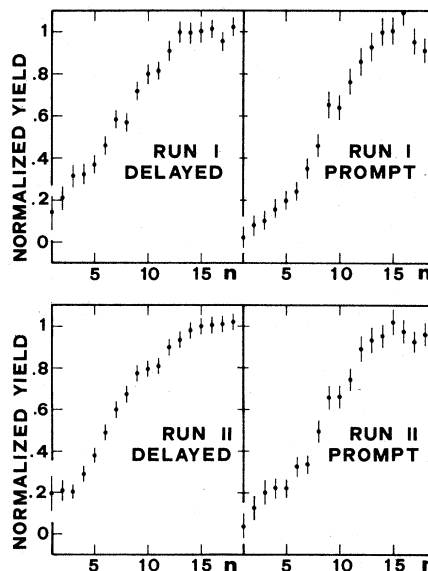 NORMALIZED YIELD
1
.8
.6
.4
.2
0
RUN I
DELAYED
RUN I
PROMPT
5
10
15
n
5
10
15
n
NORMALIZED YIELD
1
.8
.6
.4
.2
0
RUN II
DELAYED
RUN II
PROMPT
5
10
15
n
5
10
15
n